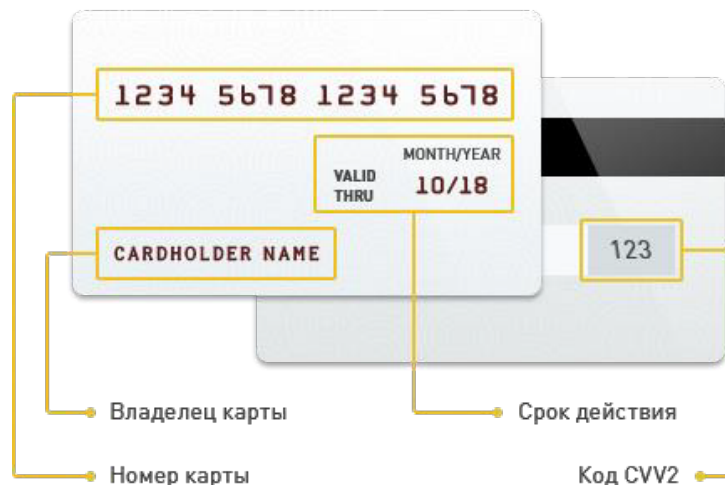 1234 5678 1234 5678
MONTH/YEAR
VALID
THRU
10/18
CARDHOLDER NAME
123
Владелец карты
Срок действия
Номер карты
Код CVV2